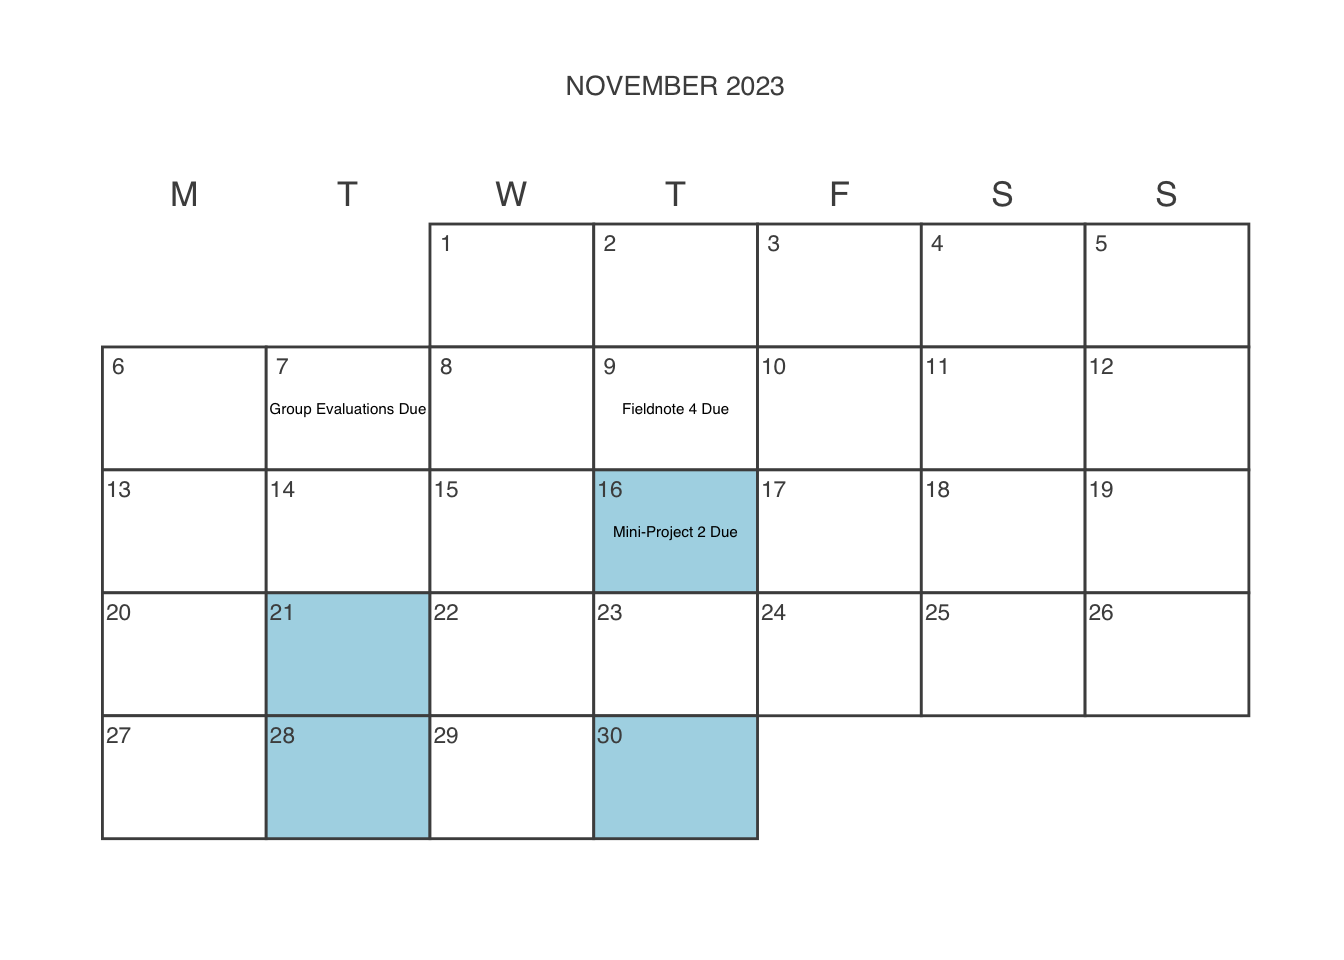 NOVEMBER 2023
M T W T F S S
1 2 3 4 5
6 7 8 9 10 11 12
Group Evaluations Due Fieldnote 4 Due
13 14 15 16 17 18 19
Mini-Project 2 Due
20 21 22 23 24 25 26
27 28 29 30